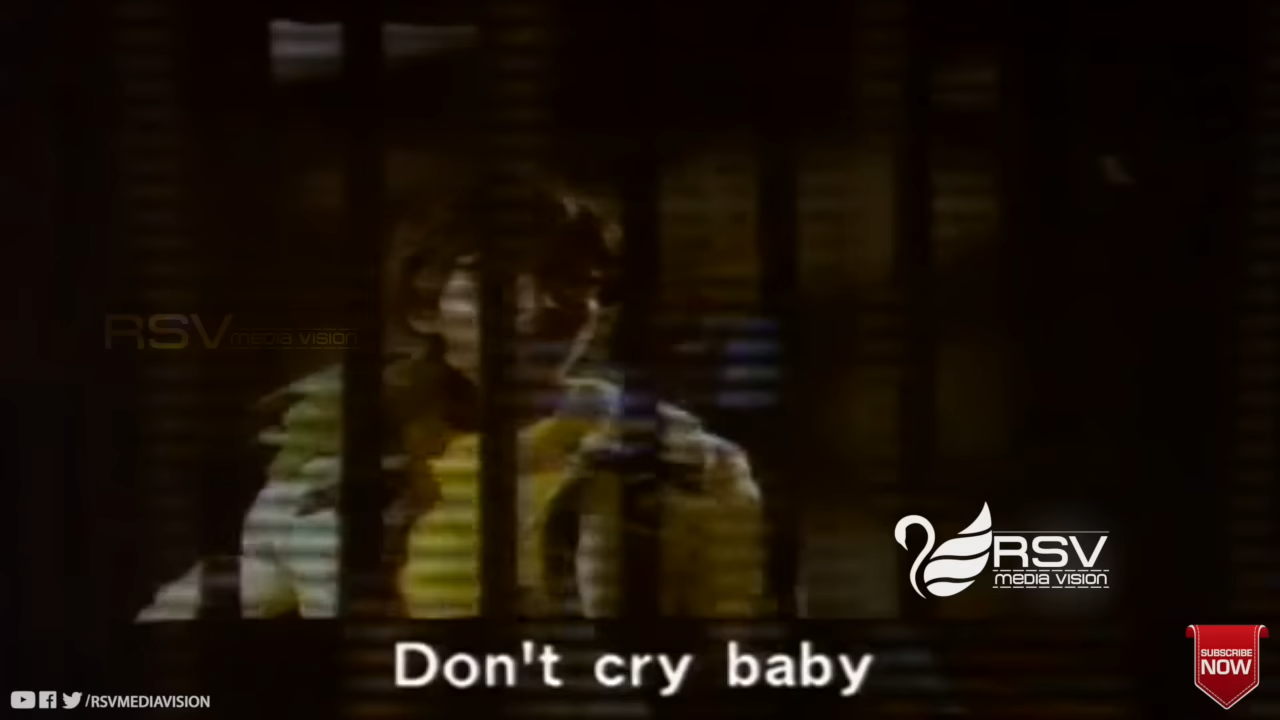 RSV media vision
RSV
media vision
Don't cry baby
SUBSCRIBE
NOW
/RSVMEDIAVISION